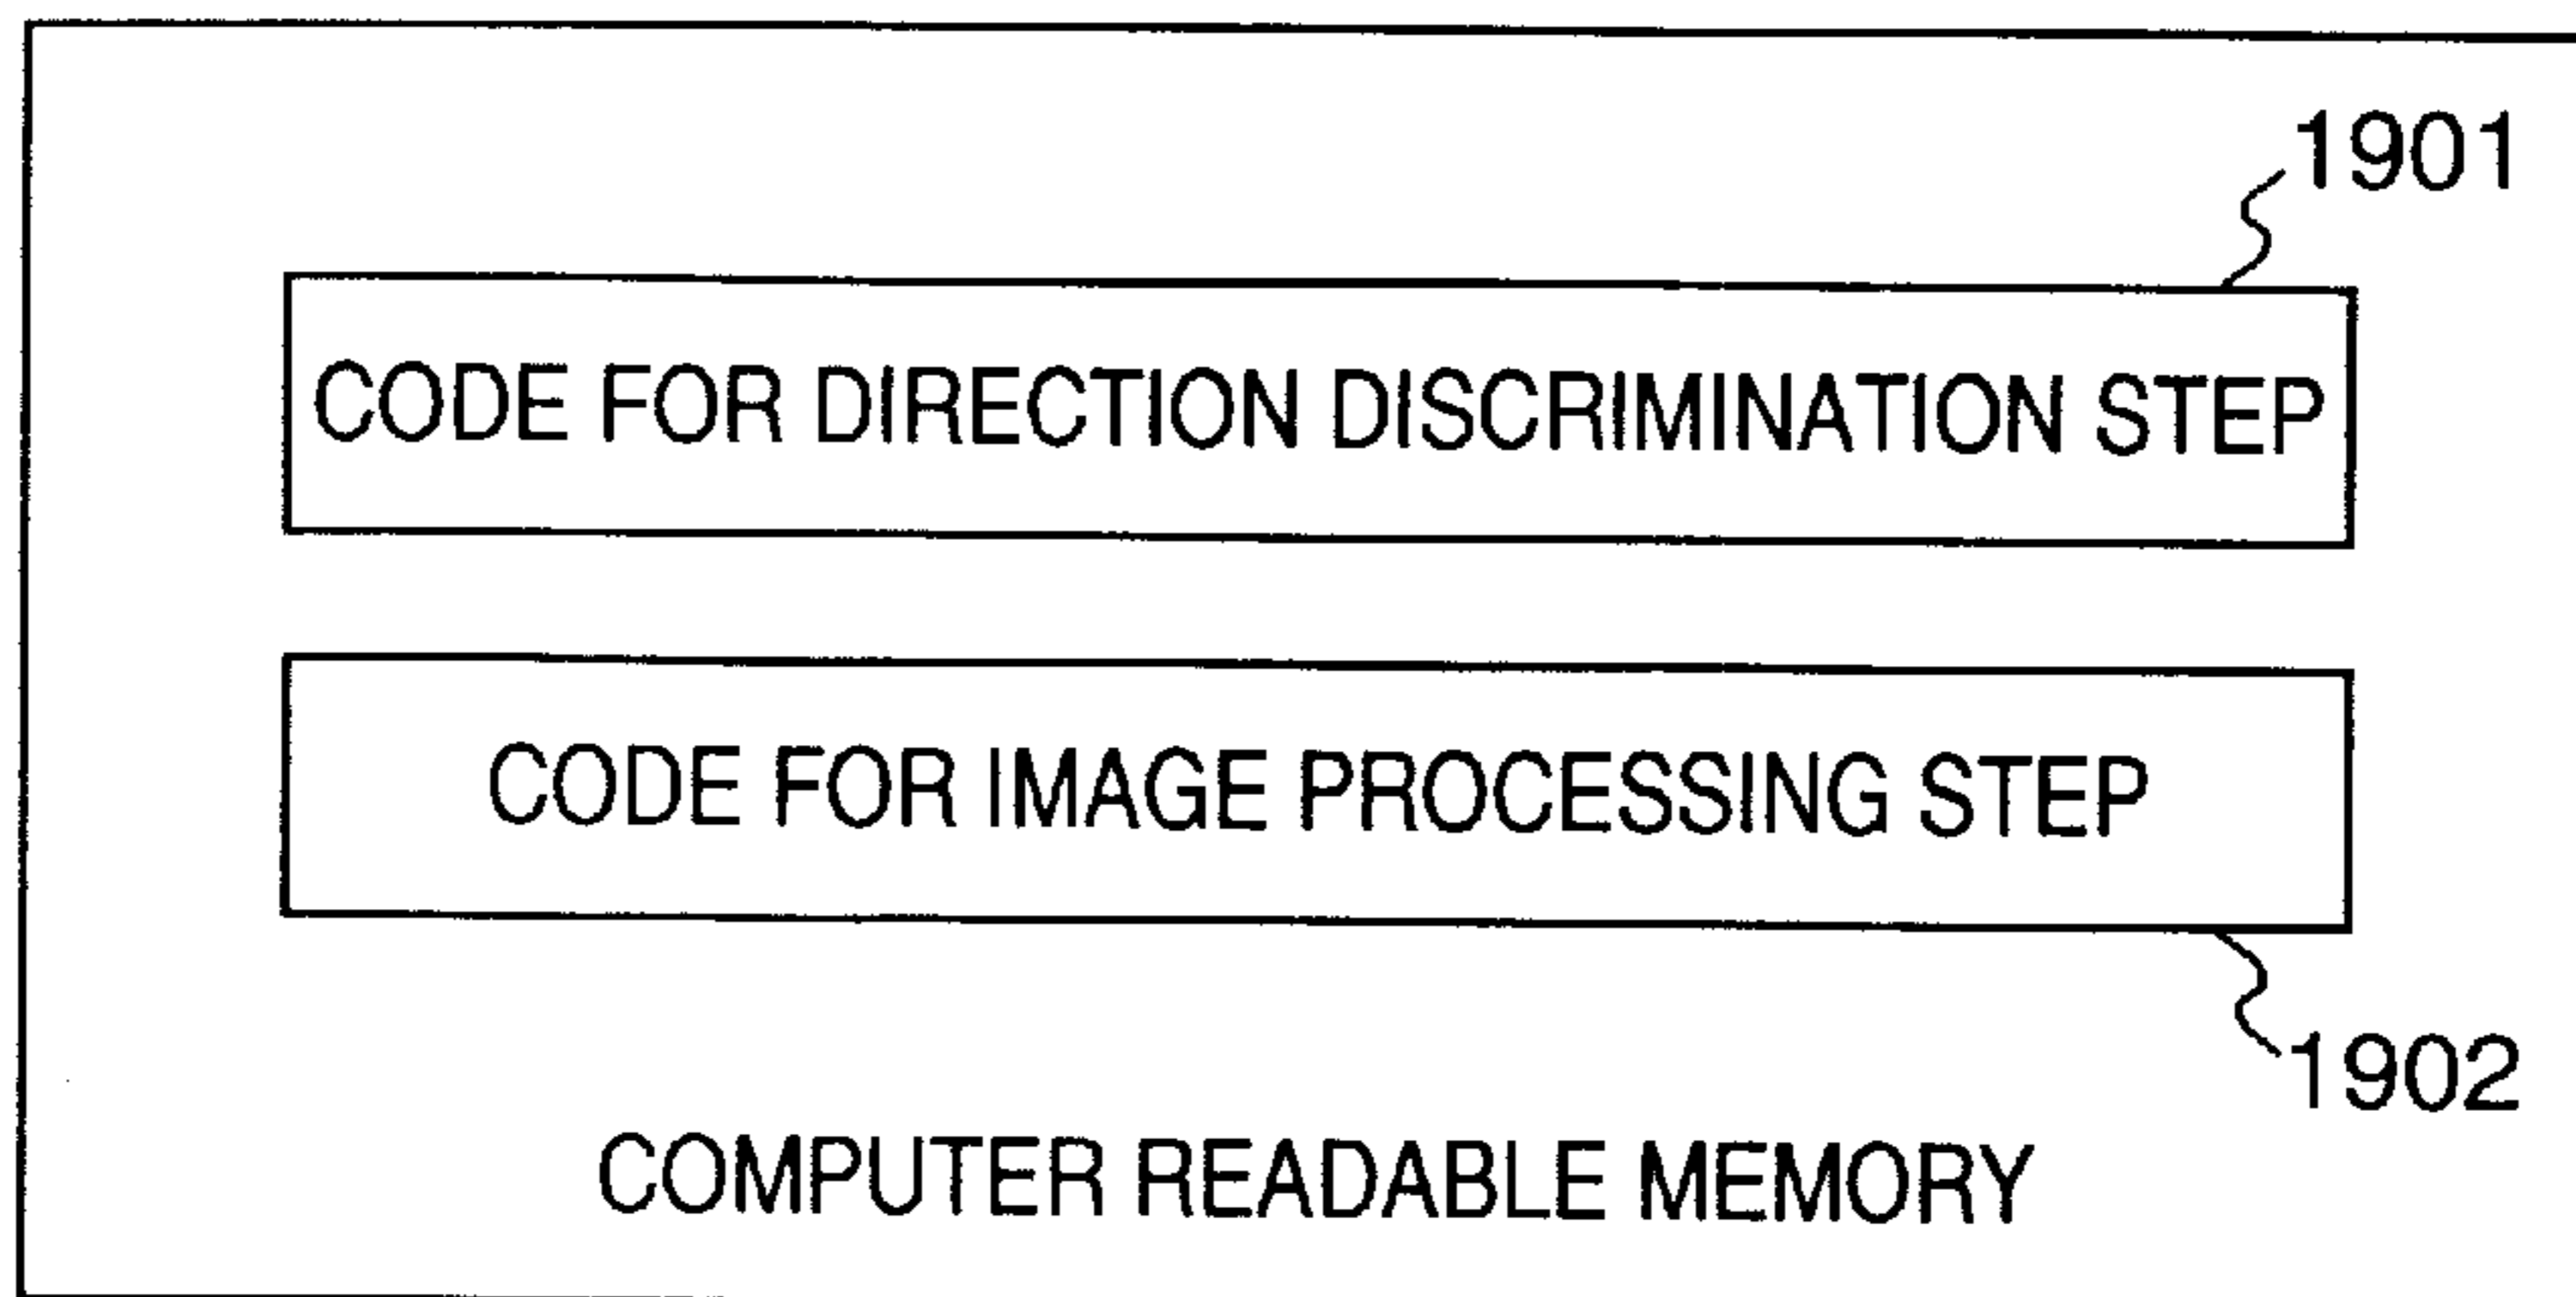 1901
CODE FOR DIRECTION DISCRIMINATION STEP
CODE FOR IMAGE PROCESSING STEP
1902
COMPUTER READABLE MEMORY